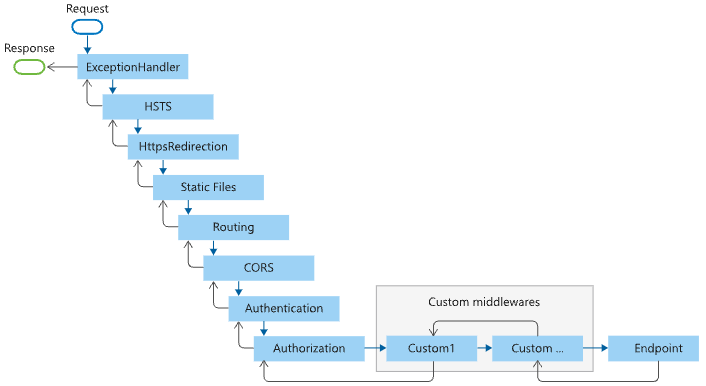 Request
Response
ExceptionHandler
HSTS
HttpsRedirection
Static Files
Routing
CORS
Authentication
Custom middlewares
Authorization
Custom1
Custom ...
Endpoint